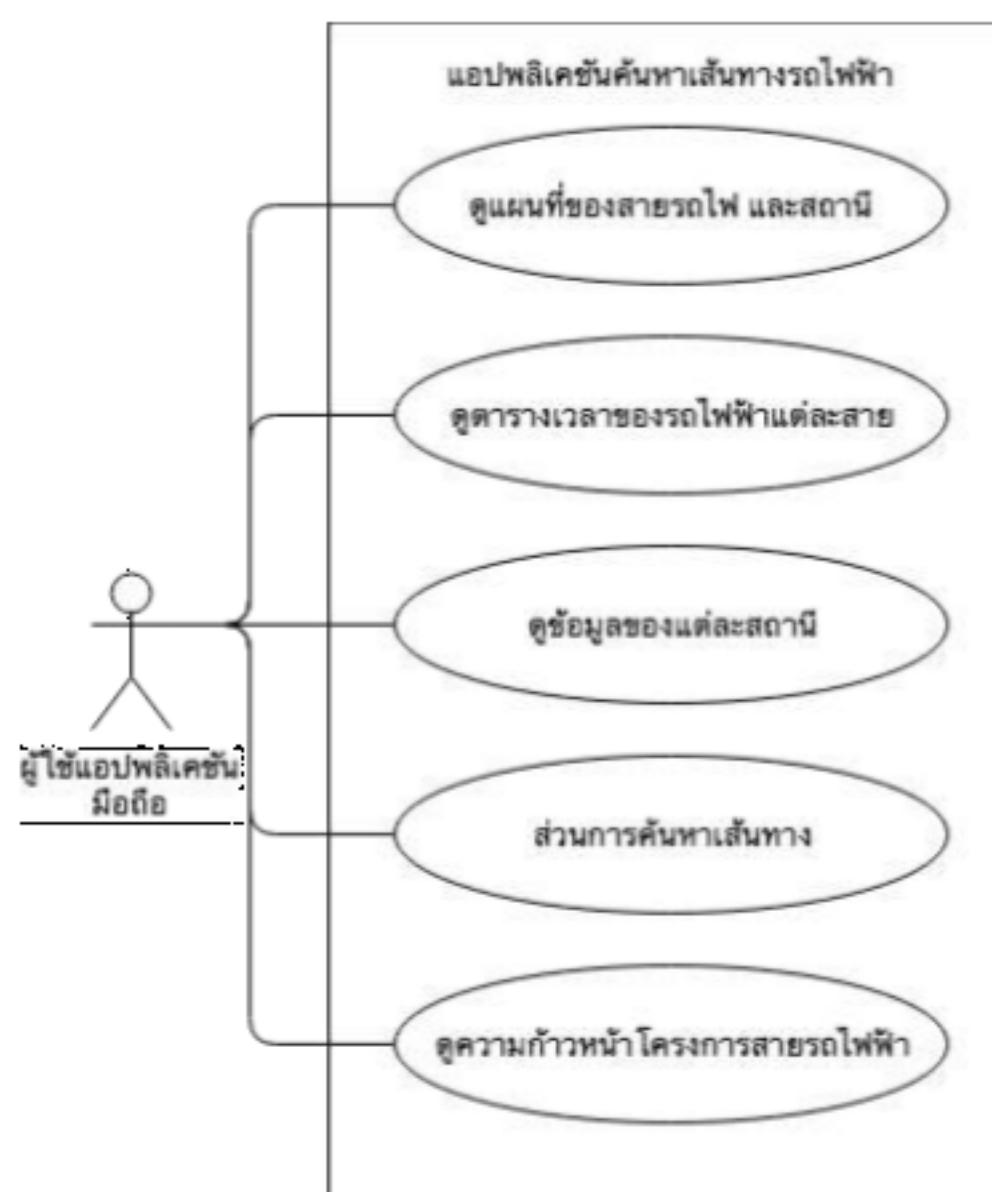 แอปพลิเคชันค้นหาเส้นทางรถไฟฟ้า
ดูแผนที่ของสายรถไฟ และสถานี
ดูตารางเวลาของรถไฟฟ้าแต่ละสาย
ดูข้อมูลของแต่ละสถานี
ผู้ใช้แอปพลิเคชัน
มือถือ
ส่วนการค้นหาเส้นทาง
ดูความก้าวหน้าโครงการสายรถไฟฟ้า